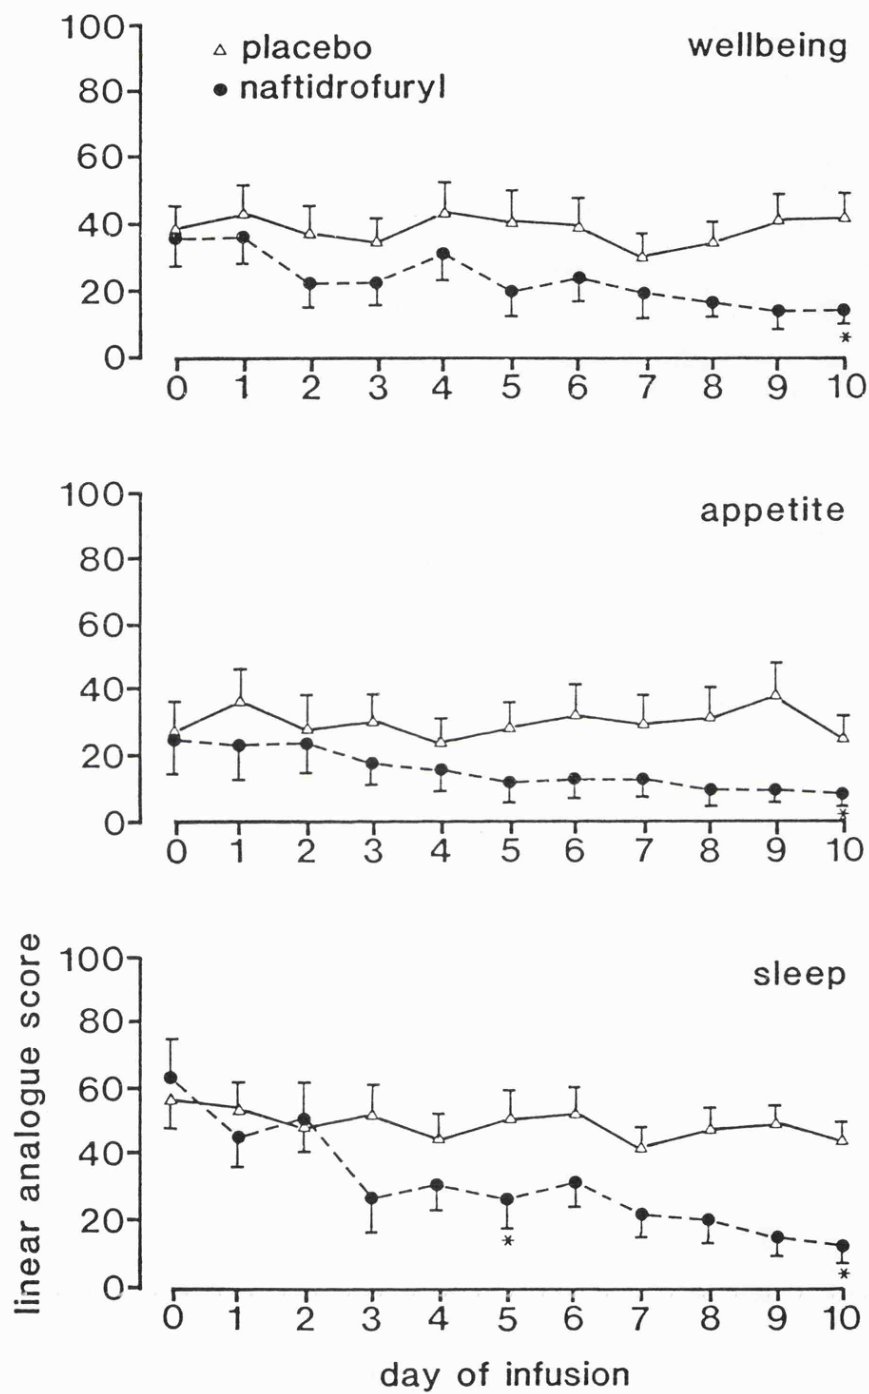 100
△ placebo
wellbeing
● naftidrofuryl
80
60
40
20
0
*
0 1 2 3 4 5 6 7 8 9 10
100
appetite
80
60
40
20
0
*
0 1 2 3 4 5 6 7 8 9 10
linear analogue score
100
sleep
80
60
40
20
0
*
*
0 1 2 3 4 5 6 7 8 9 10
day of infusion